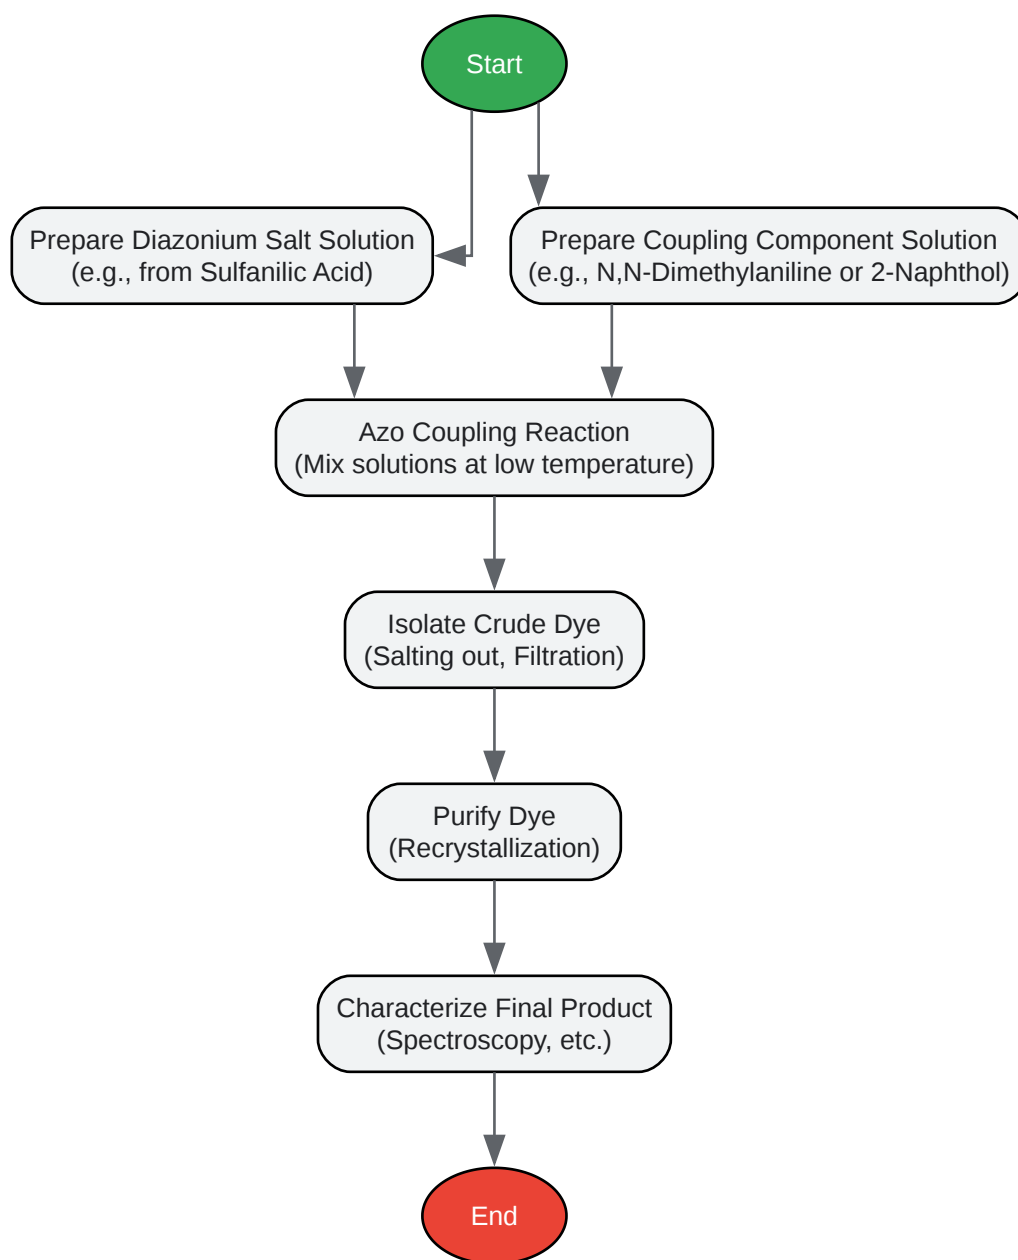 Start
Prepare Diazonium Salt Solution
(e.g., from Sulfanilic Acid)
Prepare Coupling Component Solution
(e.g., N,N-Dimethylaniline or 2-Naphthol)
Azo Coupling Reaction
(Mix solutions at low temperature)
Isolate Crude Dye
(Salting out, Filtration)
Purify Dye
(Recrystallization)
Characterize Final Product
(Spectroscopy, etc.)
End